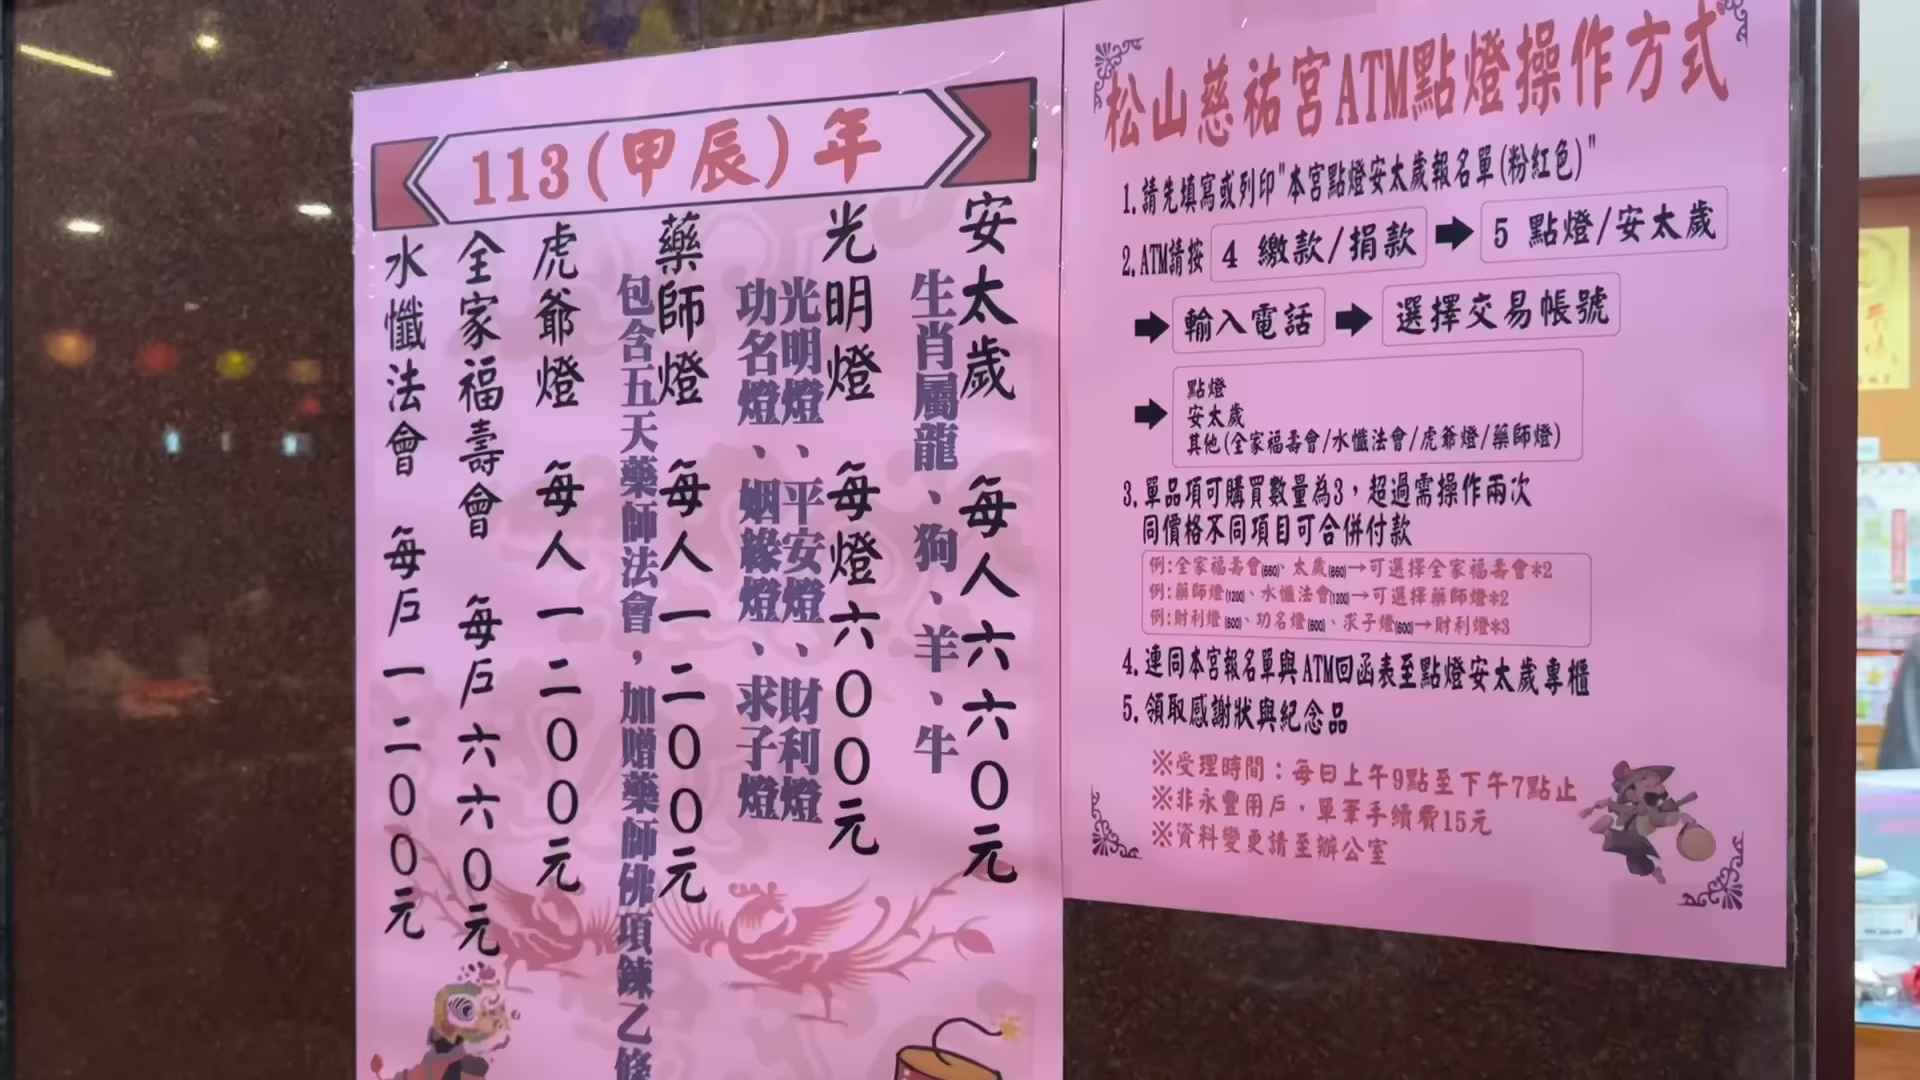 113(甲辰)年
安太歲 每人六六〇元
生肖屬龍、狗、羊、牛
光明燈 每燈六〇〇元
光明燈、平安燈、財利燈
功名燈、姻緣燈、求子燈
藥師燈 每人一二〇〇元
包含五天藥師法會，加贈藥師佛項鍊乙條
虎爺燈 每人一二〇〇元
全家福壽會 每戶六六〇元
水懺法會 每戶一二〇〇元
松山慈祐宮ATM點燈操作方式
1.請先填寫或列印"本宮點燈安太歲報名單(粉紅色)"
2.ATM請按 4 繳款/捐款 ➡ 5 點燈/安太歲
➡ 輸入電話 ➡ 選擇交易帳號
➡ 點燈
安太歲
其他(全家福壽會/水懺法會/虎爺燈/藥師燈)
3.單品項可購買數量為3，超過需操作兩次
同價格不同項目可合併付款
例:全家福壽會(660)、太歲(660)→可選擇全家福壽會*2
例:藥師燈(1200)、水懺法會(1200)→可選擇藥師燈*2
例:財利燈(600)、功名燈(600)、求子燈(600)→財利燈*3
4.連同本宮報名單與ATM回函表至點燈安太歲專櫃
5.領取感謝狀與紀念品
※受理時間：每日上午9點至下午7點止
※非永豐用戶，單筆手續費15元
※資料變更請至辦公室